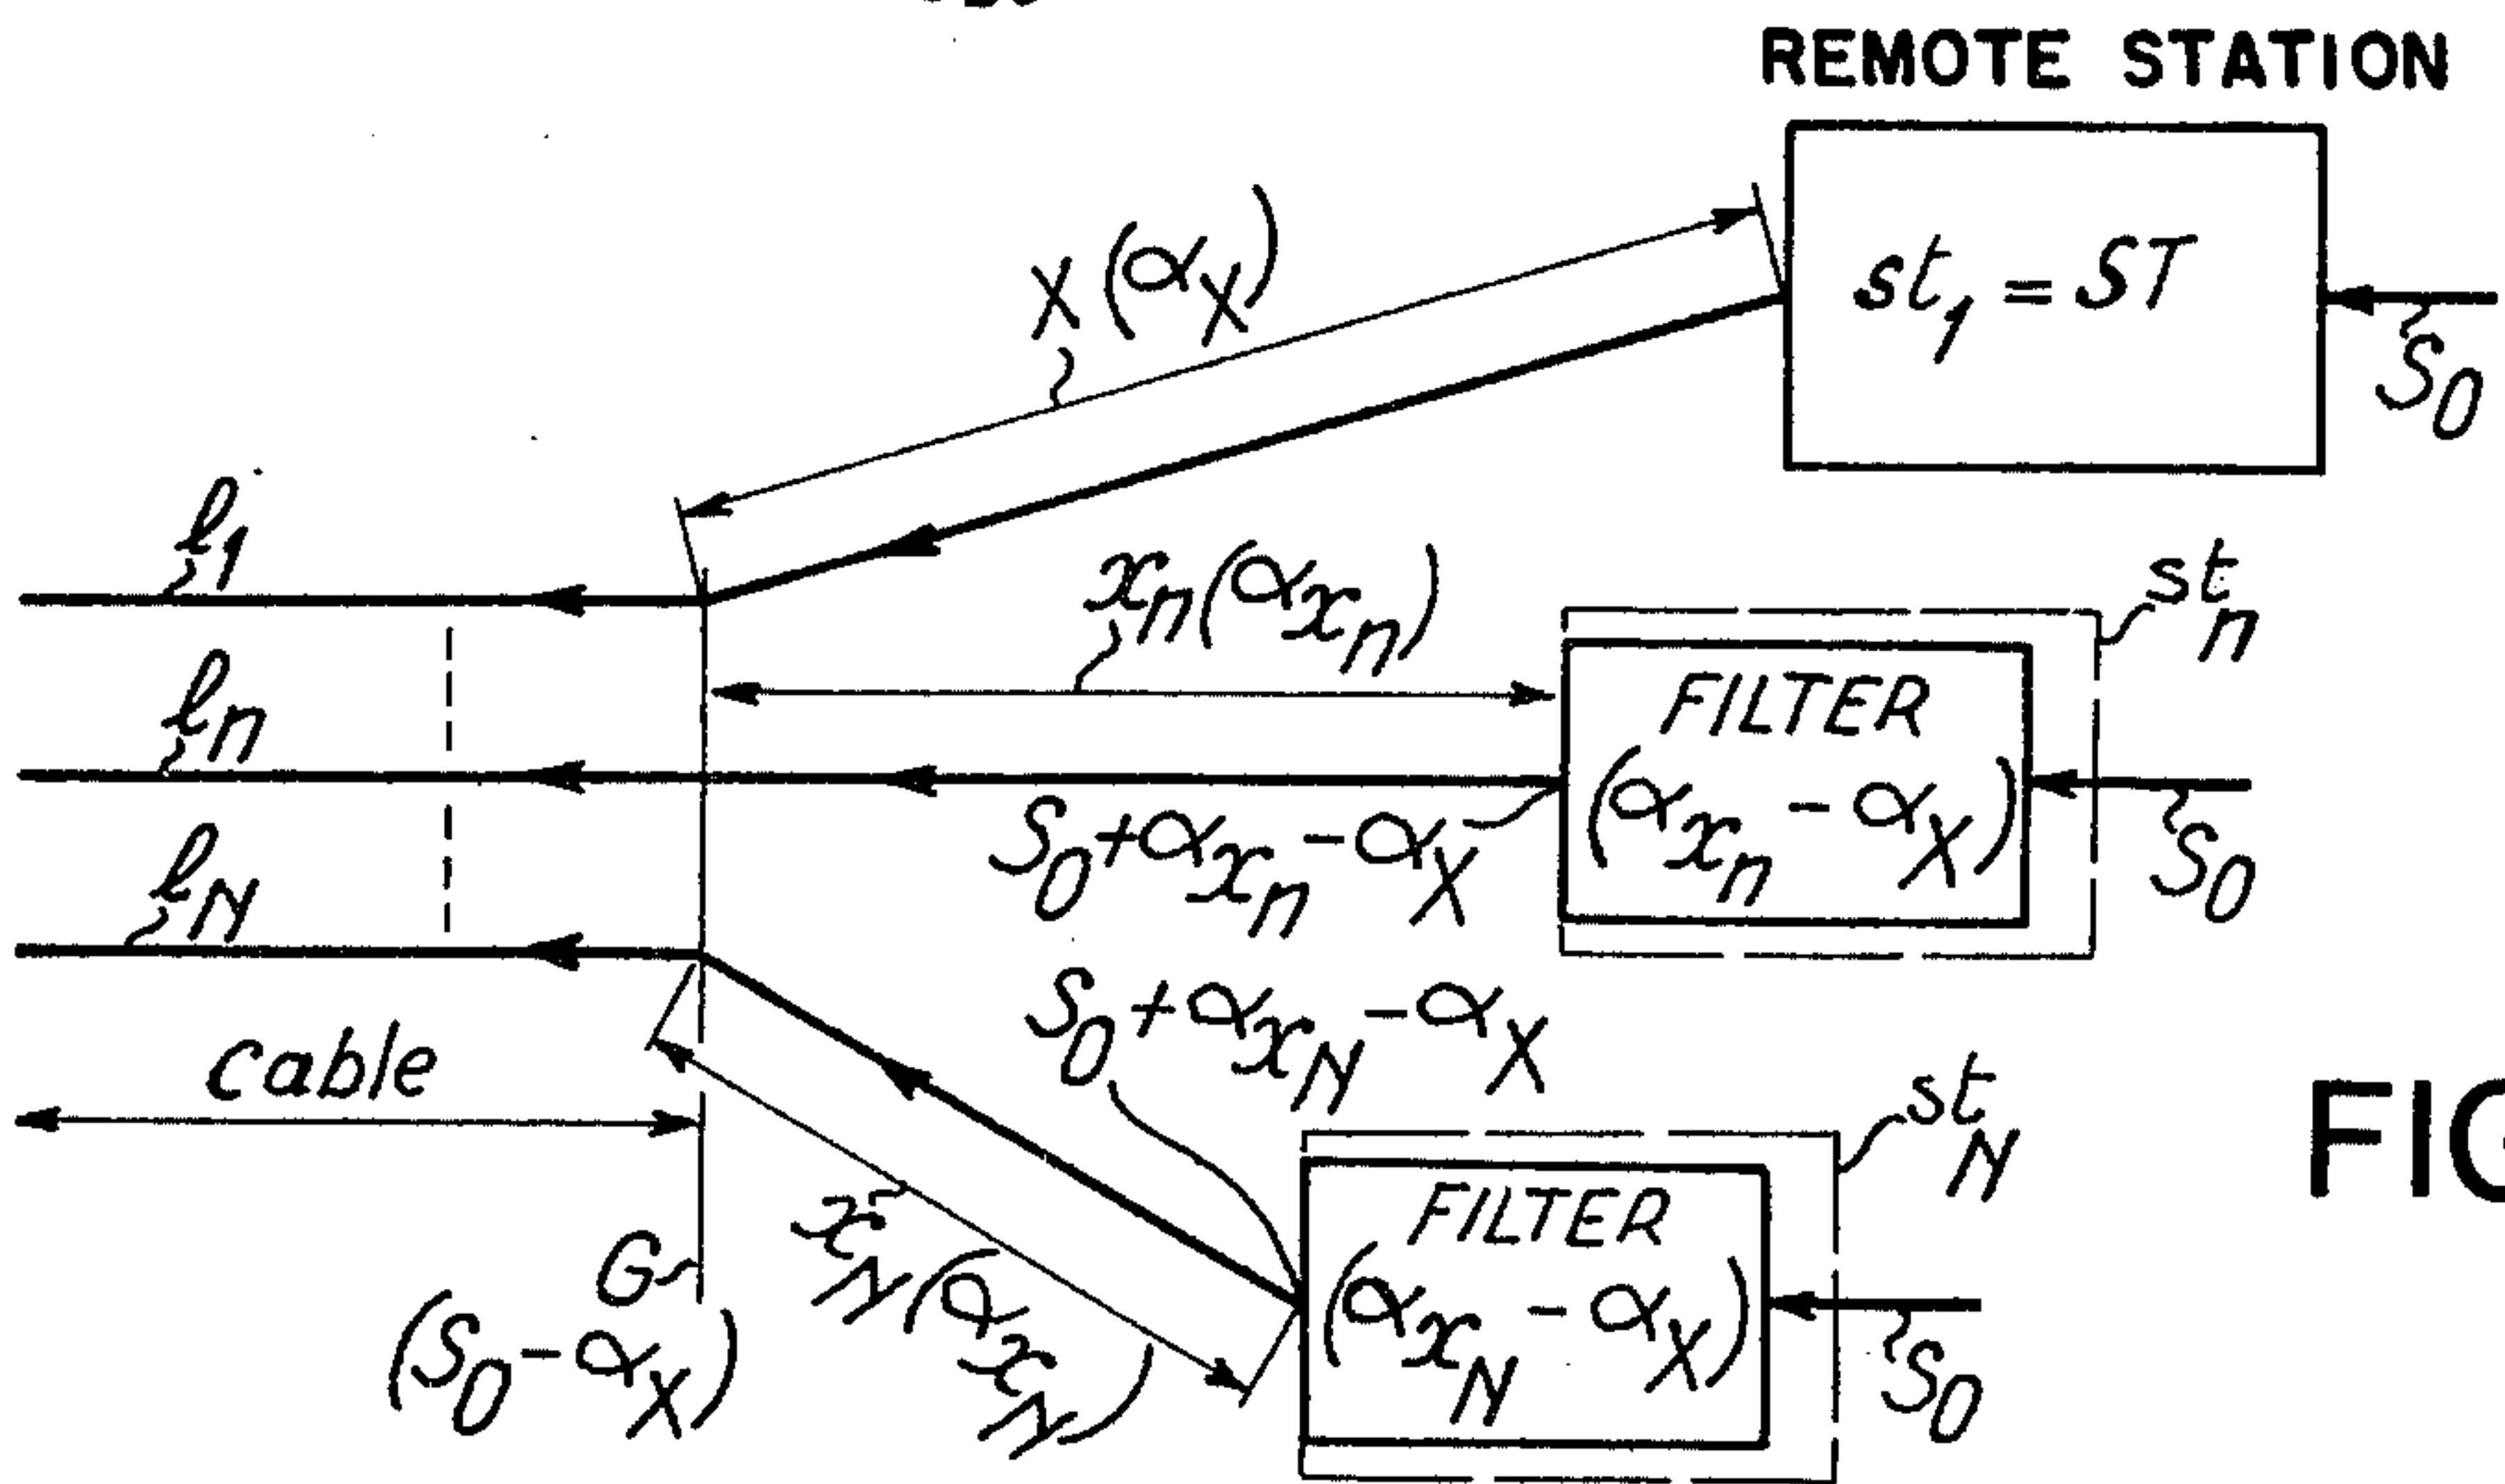 REMOTE STATION
st₁ = ST
S₀
X(αX)
ℓ₁
xₙ(αxₙ)
stₙ
ℓₙ
FILTER
(αxₙ - αX)
S₀
S₀+αxₙ-αX
ℓN
S₀+αxN-αX
cable
stN
FIG
FILTER
(αxN - αX)
S₀
xN(αxN)
G
(S₀-αX)